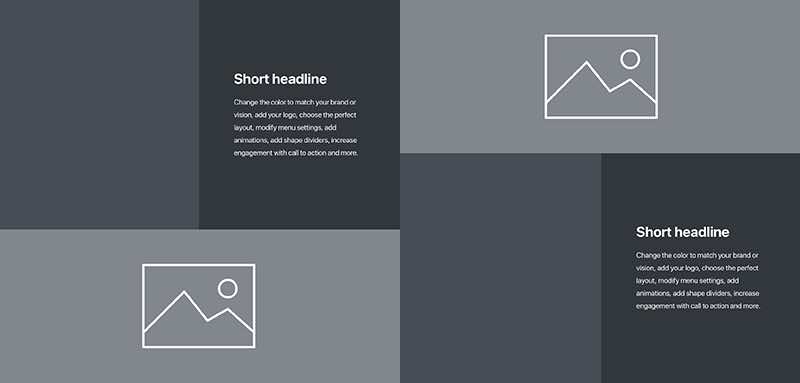 Short headline
Change the color to match your brand or
vision, add your logo, choose the perfect
layout, modify menu settings, add
animations, add shape dividers, increase
engagement with call to action and more.
Short headline
Change the color to match your brand or
vision, add your logo, choose the perfect
layout, modify menu settings, add
animations, add shape dividers, increase
engagement with call to action and more.